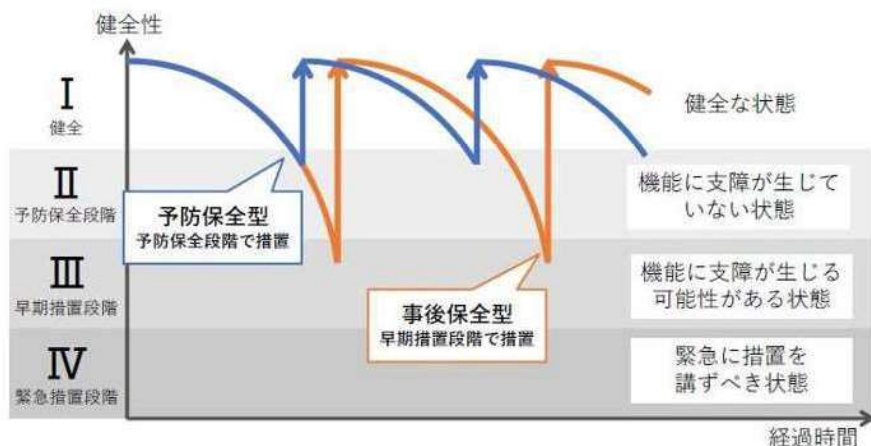 健全性
Ⅰ
健全
健全な状態
Ⅱ
予防保全段階
予防保全型
予防保全段階で措置
機能に支障が生じて
いない状態
Ⅲ
早期措置段階
事後保全型
早期措置段階で措置
機能に支障が生じる
可能性がある状態
Ⅳ
緊急措置段階
緊急に措置を
講ずべき状態
経過時間